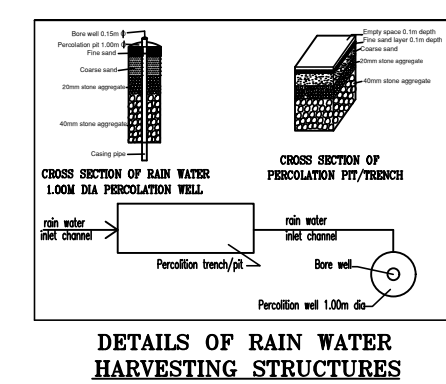 Bore well 0.15m ϕ
Percolation pit 1.00m ϕ
Fine sand
Coarse sand
20mm stone aggregate
40mm stone aggregate
Casing pipe
CROSS SECTION OF RAIN WATER
1.00M DIA PERCOLATION WELL
Empty space 0.1m depth
Fine sand layer 0.1m depth
Coarse sand
20mm stone aggregate
40mm stone aggregate
CROSS SECTION OF
PERCOLATION PIT/TRENCH
rain water
inlet channel
Percolition trench/pit
rain water
inlet channel
Bore well
Percolition well 1.00m dia
DETAILS OF RAIN WATER
HARVESTING STRUCTURES